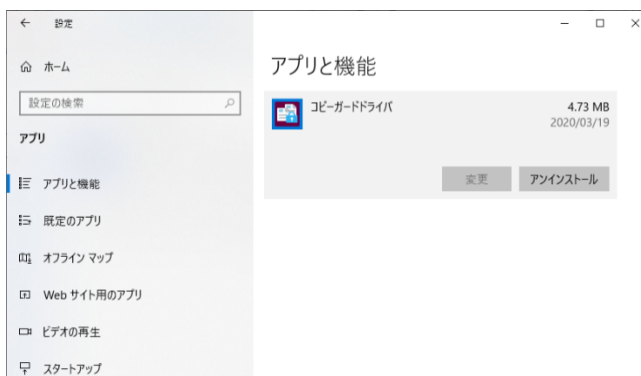 設定
ホーム
設定の検索
アプリ
アプリと機能
既定のアプリ
オフライン マップ
Web サイト用のアプリ
ビデオの再生
スタートアップ
アプリと機能
コピーガードドライバ
4.73 MB
2020/03/19
変更
アンインストール